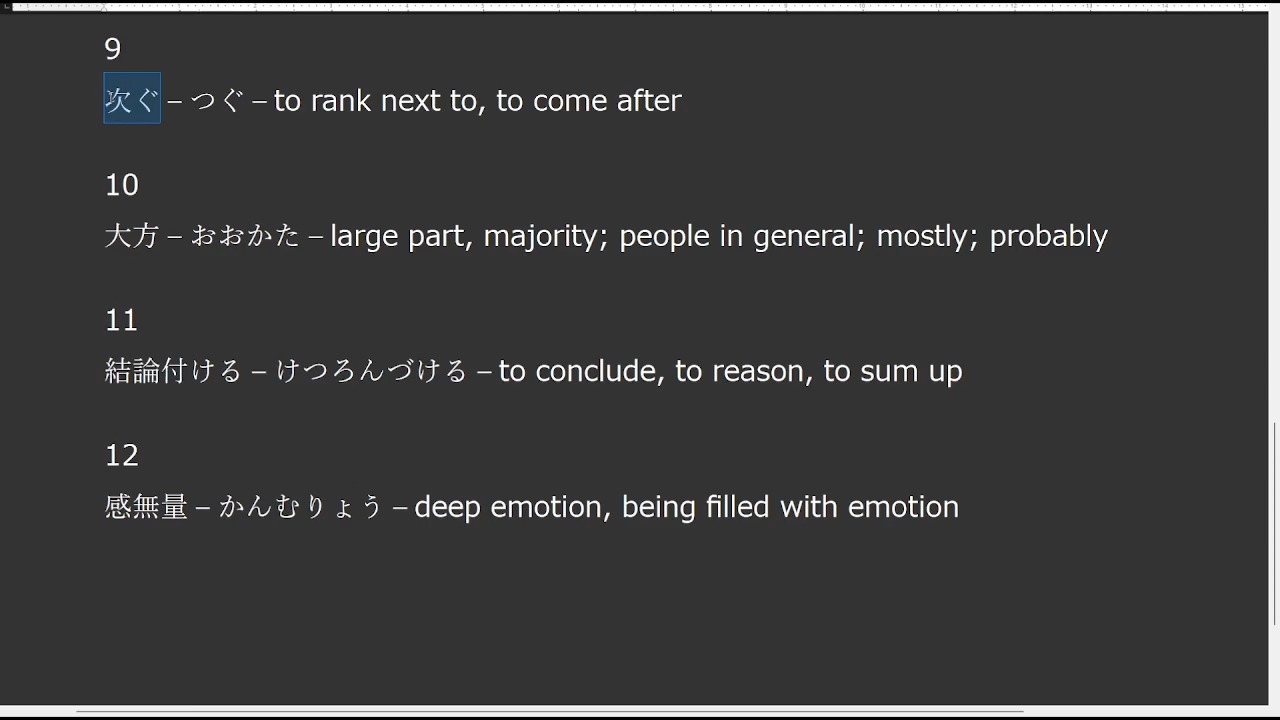 9
次ぐ – つぐ – to rank next to, to come after
10
大方 – おおかた – large part, majority; people in general; mostly; probably
11
結論付ける – けつろんづける – to conclude, to reason, to sum up
12
感無量 – かんむりょう – deep emotion, being filled with emotion